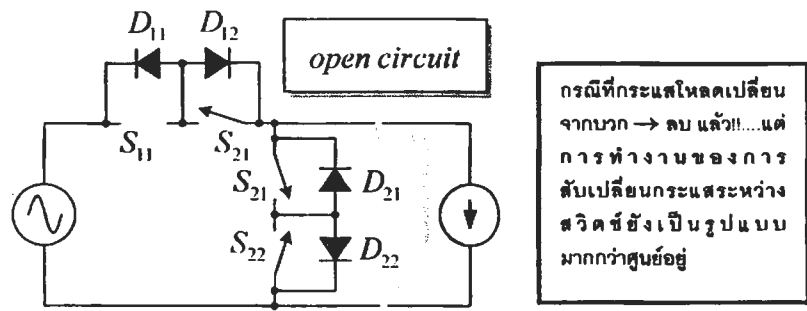 D11 D12
open circuit
S11 S21
S21 D21
S22 D22
กรณีที่กระแสโหลดเปลี่ยน
จากบวก → ลบ แล้ว!!....แต่
การทำงานของการ
สับเปลี่ยนกระแสระหว่าง
สวิตช์ยังเป็นรูปแบบ
มากกว่าศูนย์อยู่